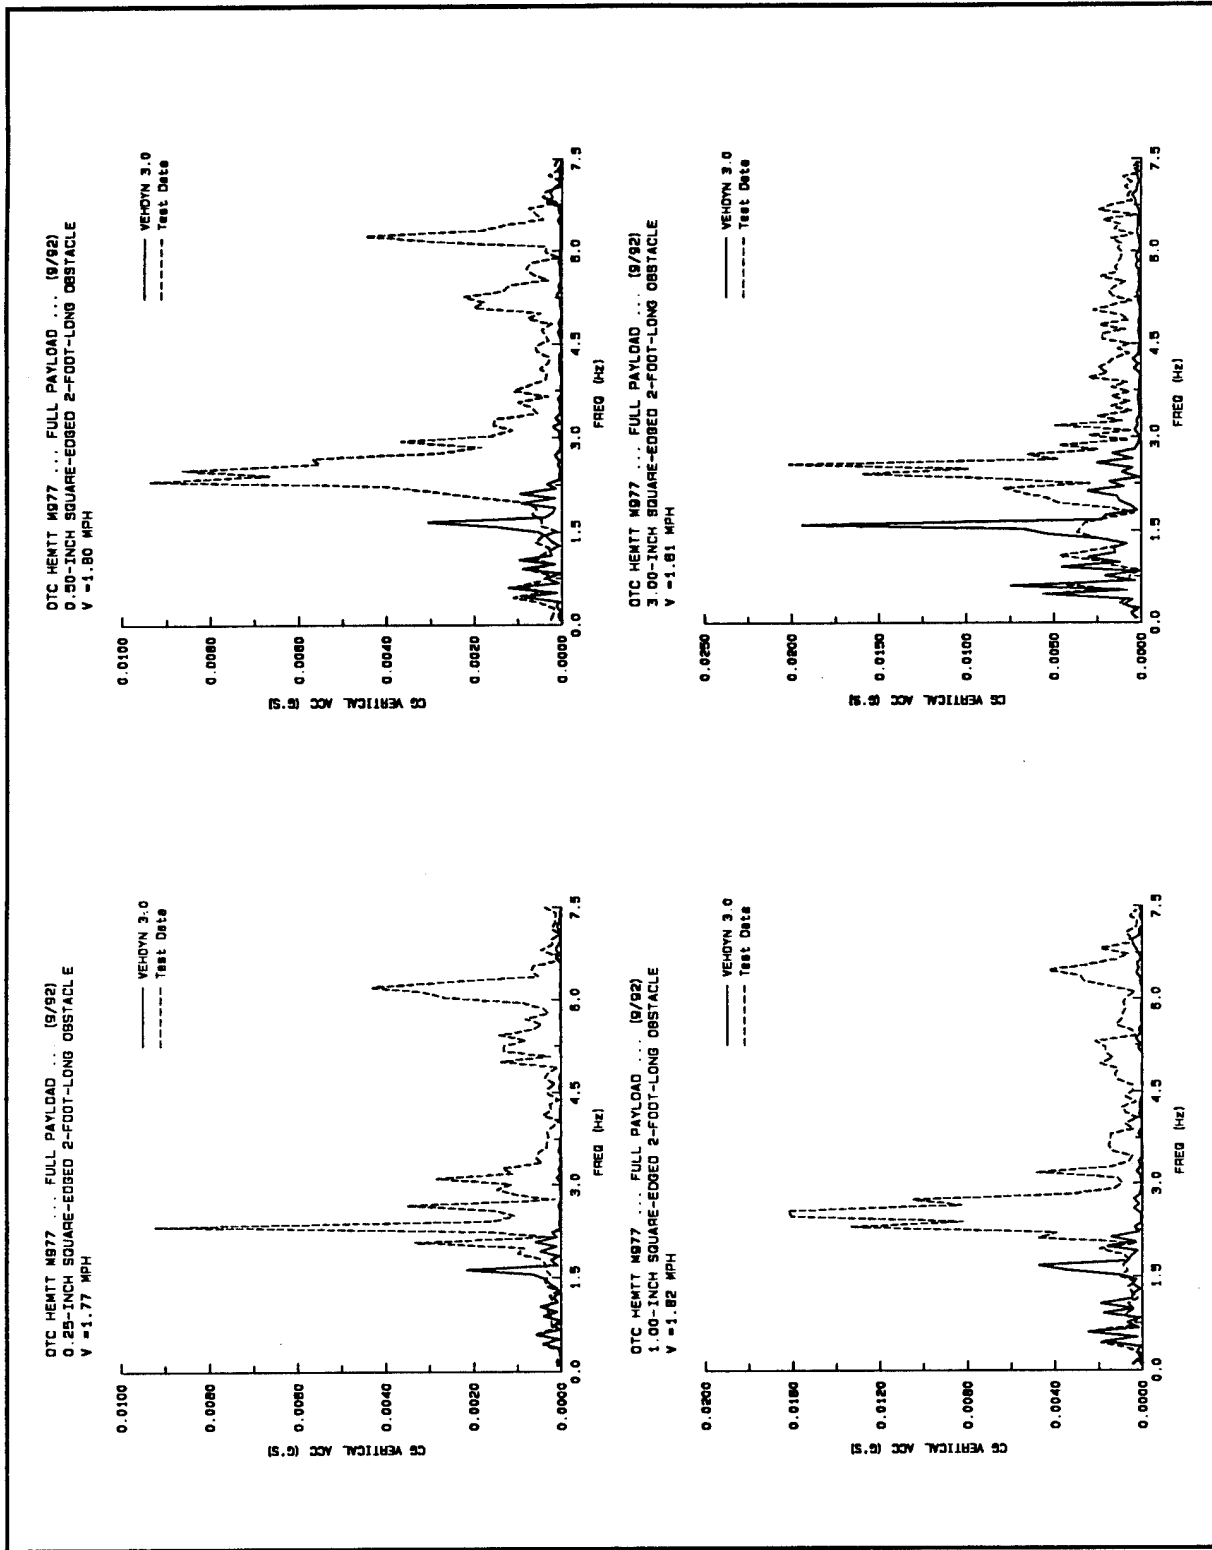 OTC HEMTT M977 ... FULL PAYLOAD ... (9/92)
0.25-INCH SQUARE-EDGED 2-FOOT-LONG OBSTACLE
V =1.77 MPH
VEHDYN 3.0
Test Data
0.0100
0.0080
0.0060
0.0040
0.0020
0.0000
CG VERTICAL ACC (G'S)
0.0
1.5
3.0
4.5
6.0
7.5
FREQ (Hz)
OTC HEMTT M977 ... FULL PAYLOAD ... (9/92)
0.50-INCH SQUARE-EDGED 2-FOOT-LONG OBSTACLE
V =1.80 MPH
VEHDYN 3.0
Test Data
0.0100
0.0080
0.0060
0.0040
0.0020
0.0000
CG VERTICAL ACC (G'S)
0.0
1.5
3.0
4.5
6.0
7.5
FREQ (Hz)
OTC HEMTT M977 ... FULL PAYLOAD ... (9/92)
1.00-INCH SQUARE-EDGED 2-FOOT-LONG OBSTACLE
V =1.82 MPH
VEHDYN 3.0
Test Data
0.0200
0.0160
0.0120
0.0080
0.0040
0.0000
CG VERTICAL ACC (G'S)
0.0
1.5
3.0
4.5
6.0
7.5
FREQ (Hz)
OTC HEMTT M977 ... FULL PAYLOAD ... (9/92)
3.00-INCH SQUARE-EDGED 2-FOOT-LONG OBSTACLE
V =1.81 MPH
VEHDYN 3.0
Test Data
0.0250
0.0200
0.0150
0.0100
0.0050
0.0000
CG VERTICAL ACC (G'S)
0.0
1.5
3.0
4.5
6.0
7.5
FREQ (Hz)